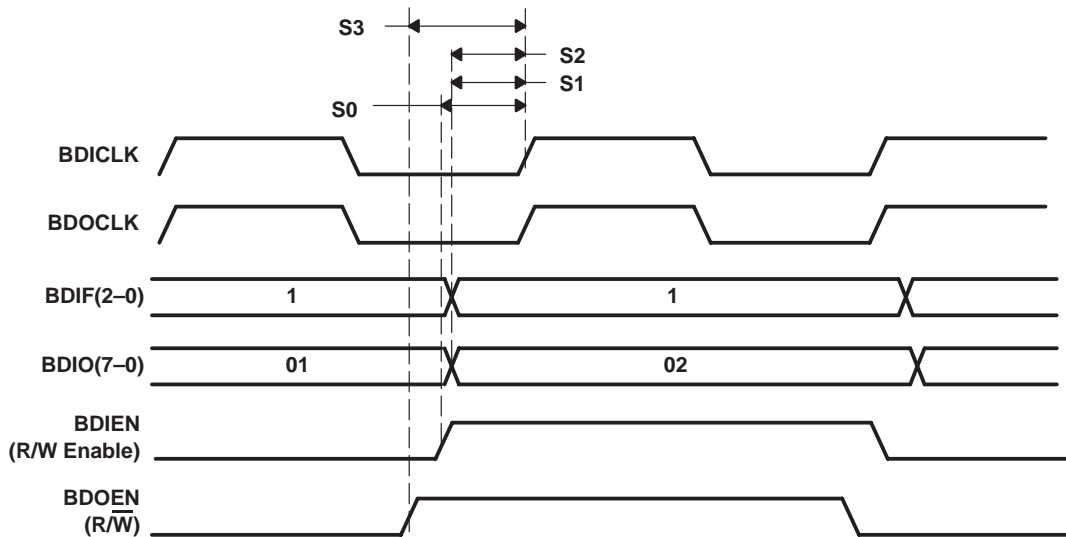 S3
S2
S1
S0
BDICLK
BDOCLK
BDIF(2–0) 1 1
BDIO(7–0) 01 02
BDIEN
(R/W Enable)
BDOEN
(R/W̅)